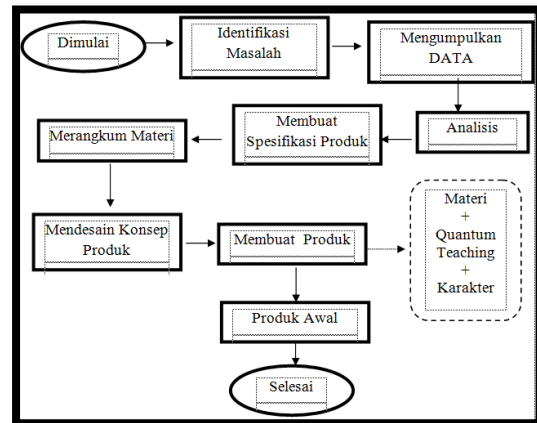 Dimulai
Identifikasi
Masalah
Mengumpulkan
DATA
Analisis
Membuat
Spesifikasi Produk
Merangkum Materi
Mendesain Konsep
Produk
Membuat Produk
Materi
+
Quantum
Teaching
+
Karakter
Produk Awal
Selesai